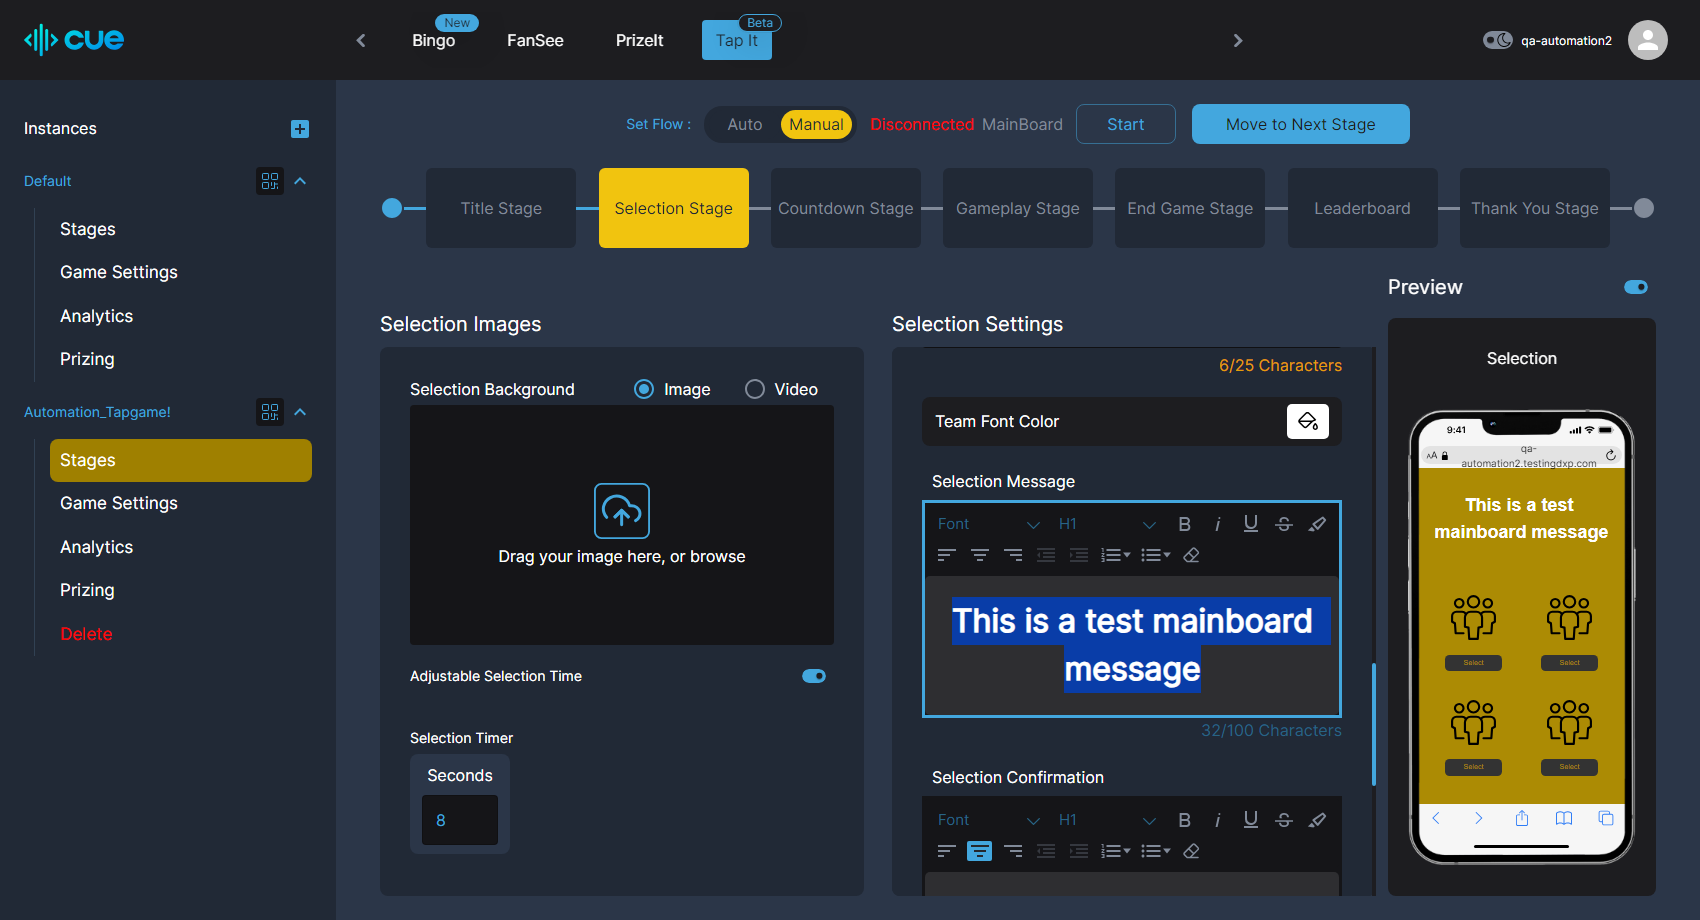 cue
New
Bingo
FanSee
PrizeIt
Beta
Tap It
qa-automation2
Instances
Default
Stages
Game Settings
Analytics
Prizing
Automation_Tapgame!
Stages
Game Settings
Analytics
Prizing
Delete
Set Flow :
Auto
Manual
Disconnected MainBoard
Start
Move to Next Stage
Title Stage
Selection Stage
Countdown Stage
Gameplay Stage
End Game Stage
Leaderboard
Thank You Stage
Selection Images
Selection Background
Image
Video
Drag your image here, or browse
Adjustable Selection Time
Selection Timer
Seconds
8
Selection Settings
6/25 Characters
Team Font Color
Selection Message
Font
H1
B
i
U
S
This is a test mainboard
message
32/100 Characters
Selection Confirmation
Font
H1
B
i
U
S
Preview
Selection
9:41
AA
qa-
automation2.testingdxp.com
This is a test
mainboard message
Select
Select
Select
Select